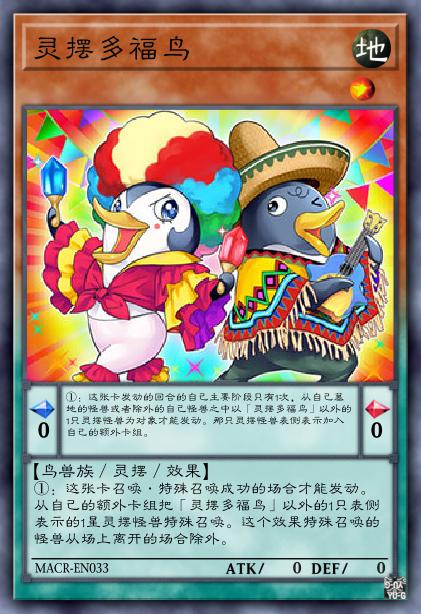 灵摆多福鸟
地
①：这张卡发动的回合的自己主要阶段只有1次，从自己墓
地的怪兽或者除外的自己怪兽之中以「灵摆多福鸟」以外的
1只灵摆怪兽为对象才能发动。那只灵摆怪兽表侧表示加入
自己的额外卡组。
0
0
【鸟兽族／灵摆／效果】
①：这张卡召唤·特殊召唤成功的场合才能发动。
从自己的额外卡组把「灵摆多福鸟」以外的1只表侧
表示的1星灵摆怪兽特殊召唤。这个效果特殊召唤的
怪兽从场上离开的场合除外。
MACR-EN033 ATK/ 0 DEF/ 0